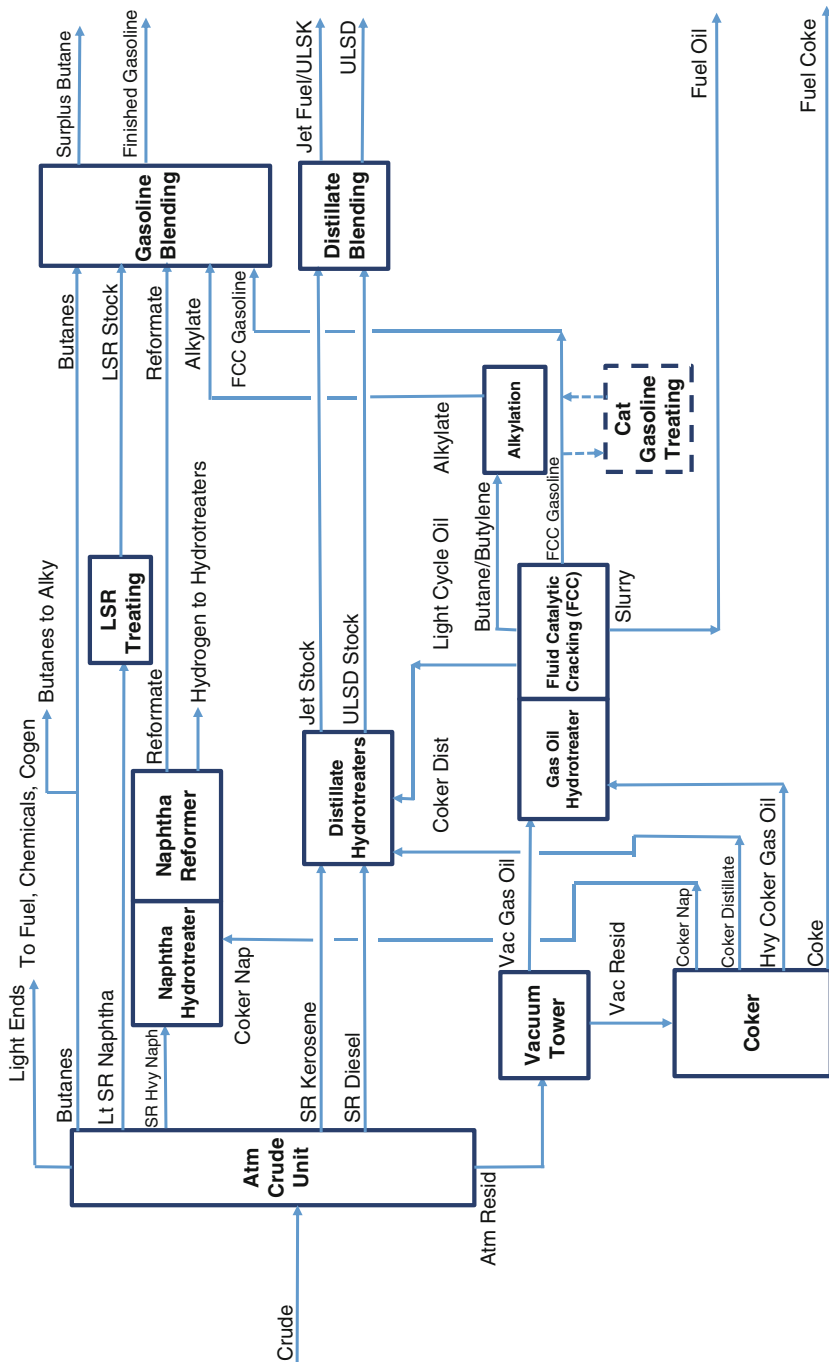 Crude
Atm
Crude
Unit
Light Ends
To Fuel, Chemicals, Cogen
Butanes
Butanes to Alky
Butanes
Lt SR Naphtha
LSR
Treating
LSR Stock
SR Hvy Naph
Naphtha
Hydrotreater
Naphtha
Reformer
Reformate
Reformate
Hydrogen to Hydrotreaters
Coker Nap
Alkylate
FCC Gasoline
Gasoline
Blending
Surplus Butane
Finished Gasoline
SR Kerosene
SR Diesel
Distillate
Hydrotreaters
Jet Stock
ULSD Stock
Distillate
Blending
Jet Fuel/ULSK
ULSD
Coker Dist
Light Cycle Oil
Atm Resid
Vacuum
Tower
Vac Gas Oil
Vac Resid
Gas Oil
Hydrotreater
Fluid Catalytic
Cracking (FCC)
Butane/Butylene
Alkylation
Alkylate
FCC Gasoline
Cat
Gasoline
Treating
Slurry
Fuel Oil
Coker
Coker Nap
Coker Distillate
Hvy Coker Gas Oil
Coke
Fuel Coke